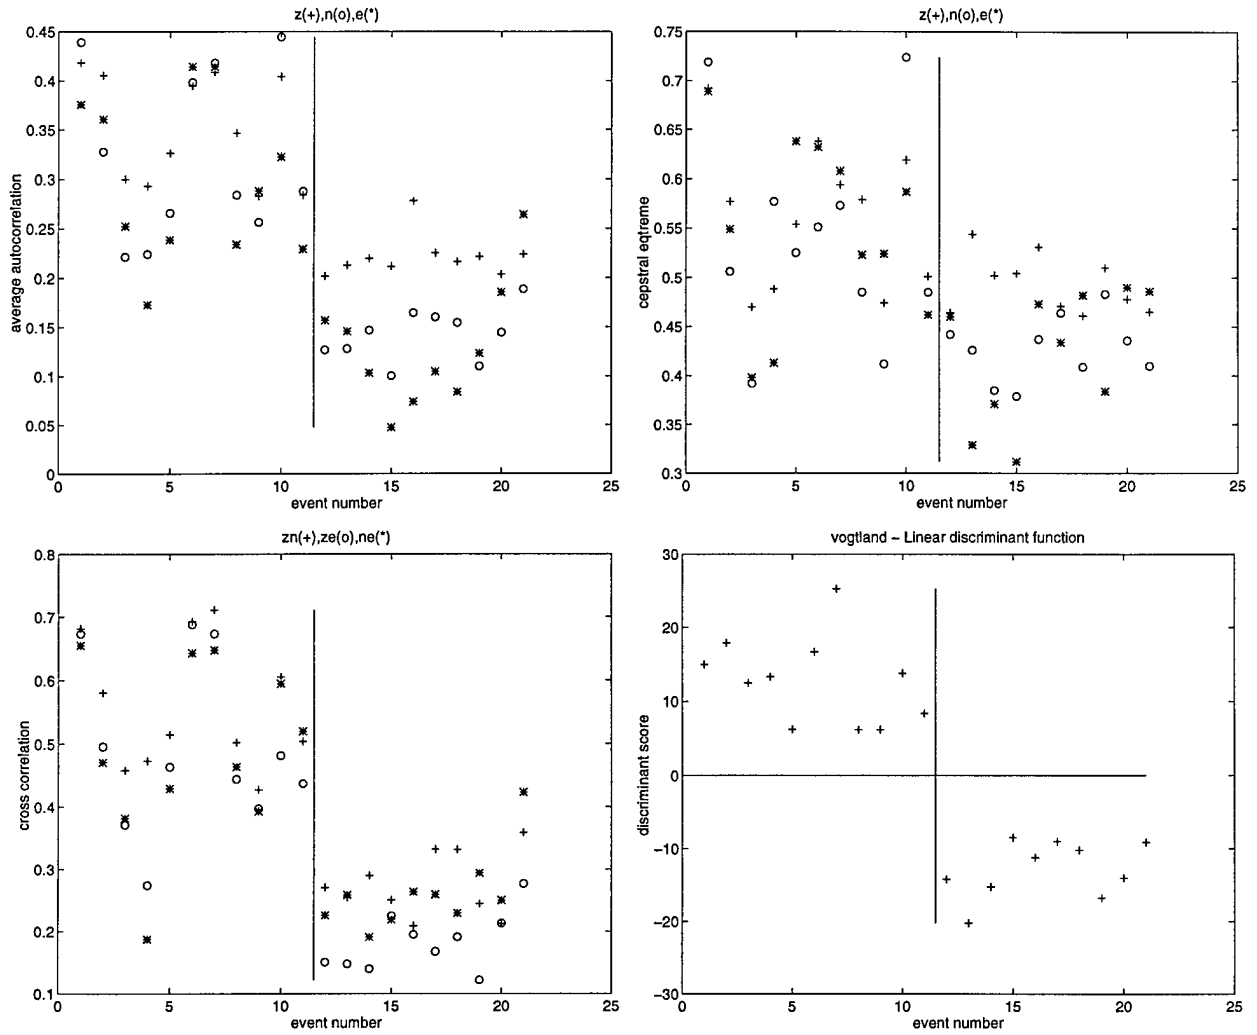 z(+),n(o),e(*)
0.45
0.4
0.35
0.3
0.25
0.2
0.15
0.1
0.05
0
average autocorrelation
0 5 10 15 20 25
event number
z(+),n(o),e(*)
0.75
0.7
0.65
0.6
0.55
0.5
0.45
0.4
0.35
0.3
cepstral eqtreme
0 5 10 15 20 25
event number
zn(+),ze(o),ne(*)
0.8
0.7
0.6
0.5
0.4
0.3
0.2
0.1
cross correlation
0 5 10 15 20 25
event number
vogtland – Linear discriminant function
30
20
10
0
−10
−20
−30
discriminant score
0 5 10 15 20 25
event number